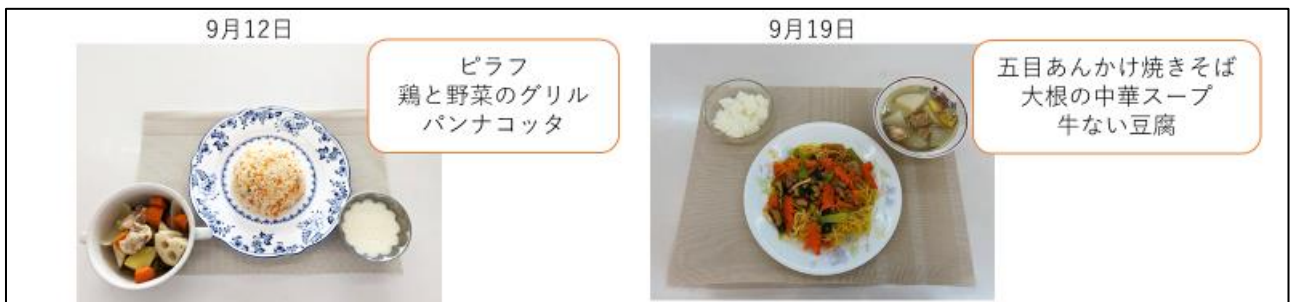 9月12日
ピラフ
鶏と野菜のグリル
パンナコッタ
9月19日
五目あんかけ焼きそば
大根の中華スープ
牛ない豆腐